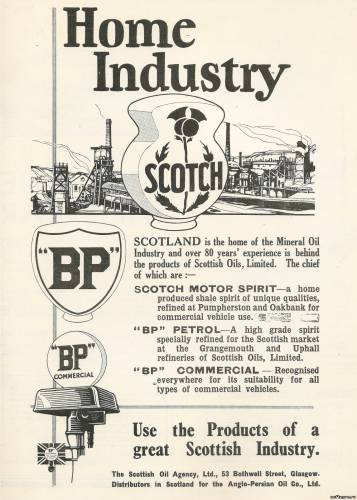 Home
Industry
SCOTCH
"BP"
SCOTLAND is the home of the Mineral Oil
Industry and over 80 years' experience is behind
the products of Scottish Oils, Limited. The chief
of which are :—
SCOTCH MOTOR SPIRIT—a home
produced shale spirit of unique qualities,
refined at Pumpherston and Oakbank for
commercial vehicle use.
"BP" PETROL—A high grade spirit
specially refined for the Scottish market
at the Grangemouth and Uphall
refineries of Scottish Oils, Limited.
"BP" COMMERCIAL — Recognised
everywhere for its suitability for all
types of commercial vehicles.
"BP"
COMMERCIAL
BP
Use the Products of a
great Scottish Industry.
The Scottish Oil Agency, Ltd., 53 Bothwell Street, Glasgow.
Distributors in Scotland for the Anglo-Persian Oil Co., Ltd.